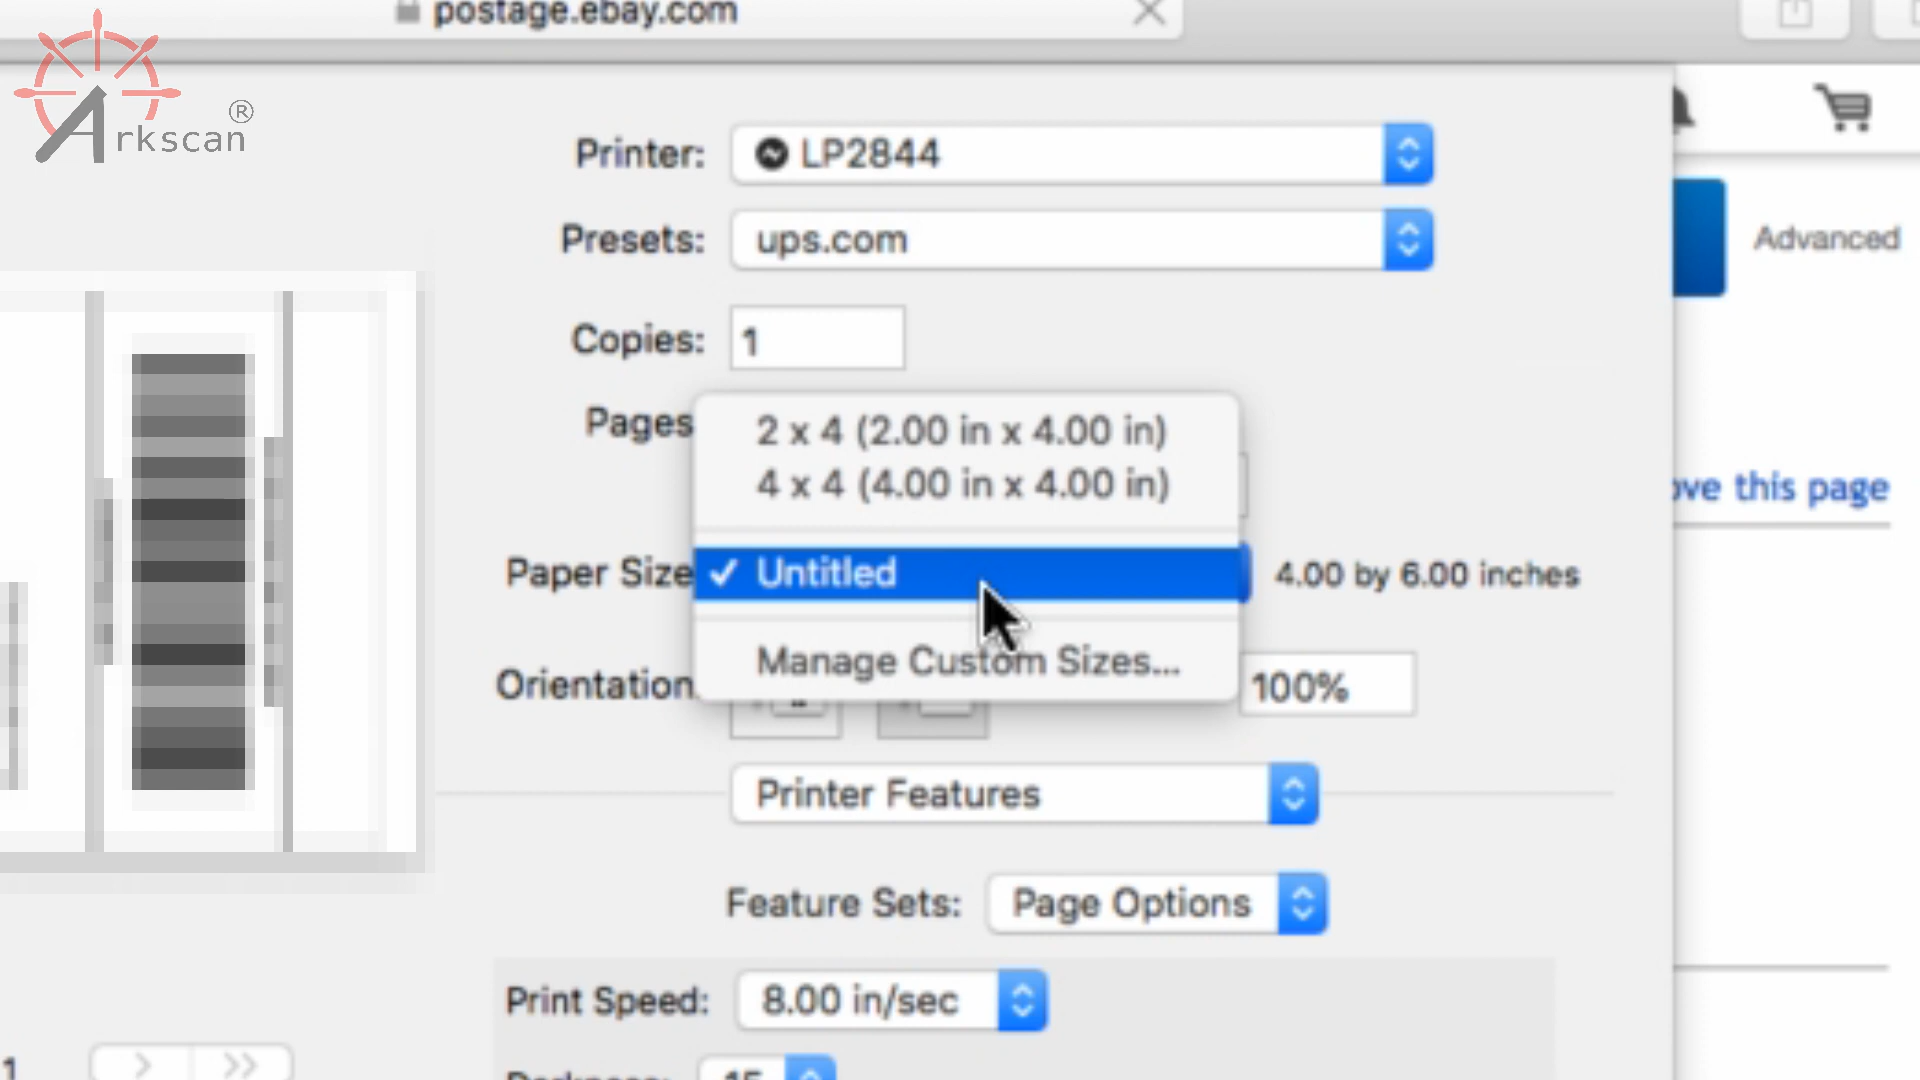 postage.ebay.com
Arkscan®
Printer: LP2844
Presets: ups.com
Advanced
Copies: 1
Pages
2 x 4 (2.00 in x 4.00 in)
4 x 4 (4.00 in x 4.00 in)
ove this page
Paper Size ✓ Untitled 4.00 by 6.00 inches
Manage Custom Sizes...
Orientation 100%
Printer Features
Feature Sets: Page Options
Print Speed: 8.00 in/sec
1
Darkness: 15